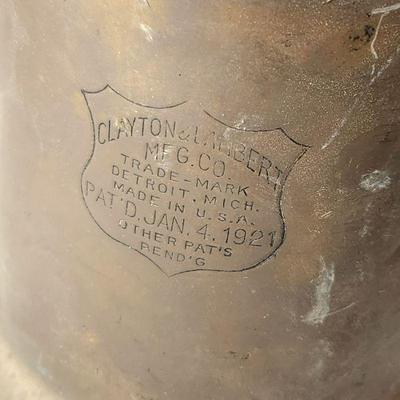 CLAYTON & LAMBERT
MFG. CO.
TRADE-MARK
DETROIT, MICH.
MADE IN U.S.A.
PAT'D. JAN. 4, 1921
OTHER PAT'S
PEND'G